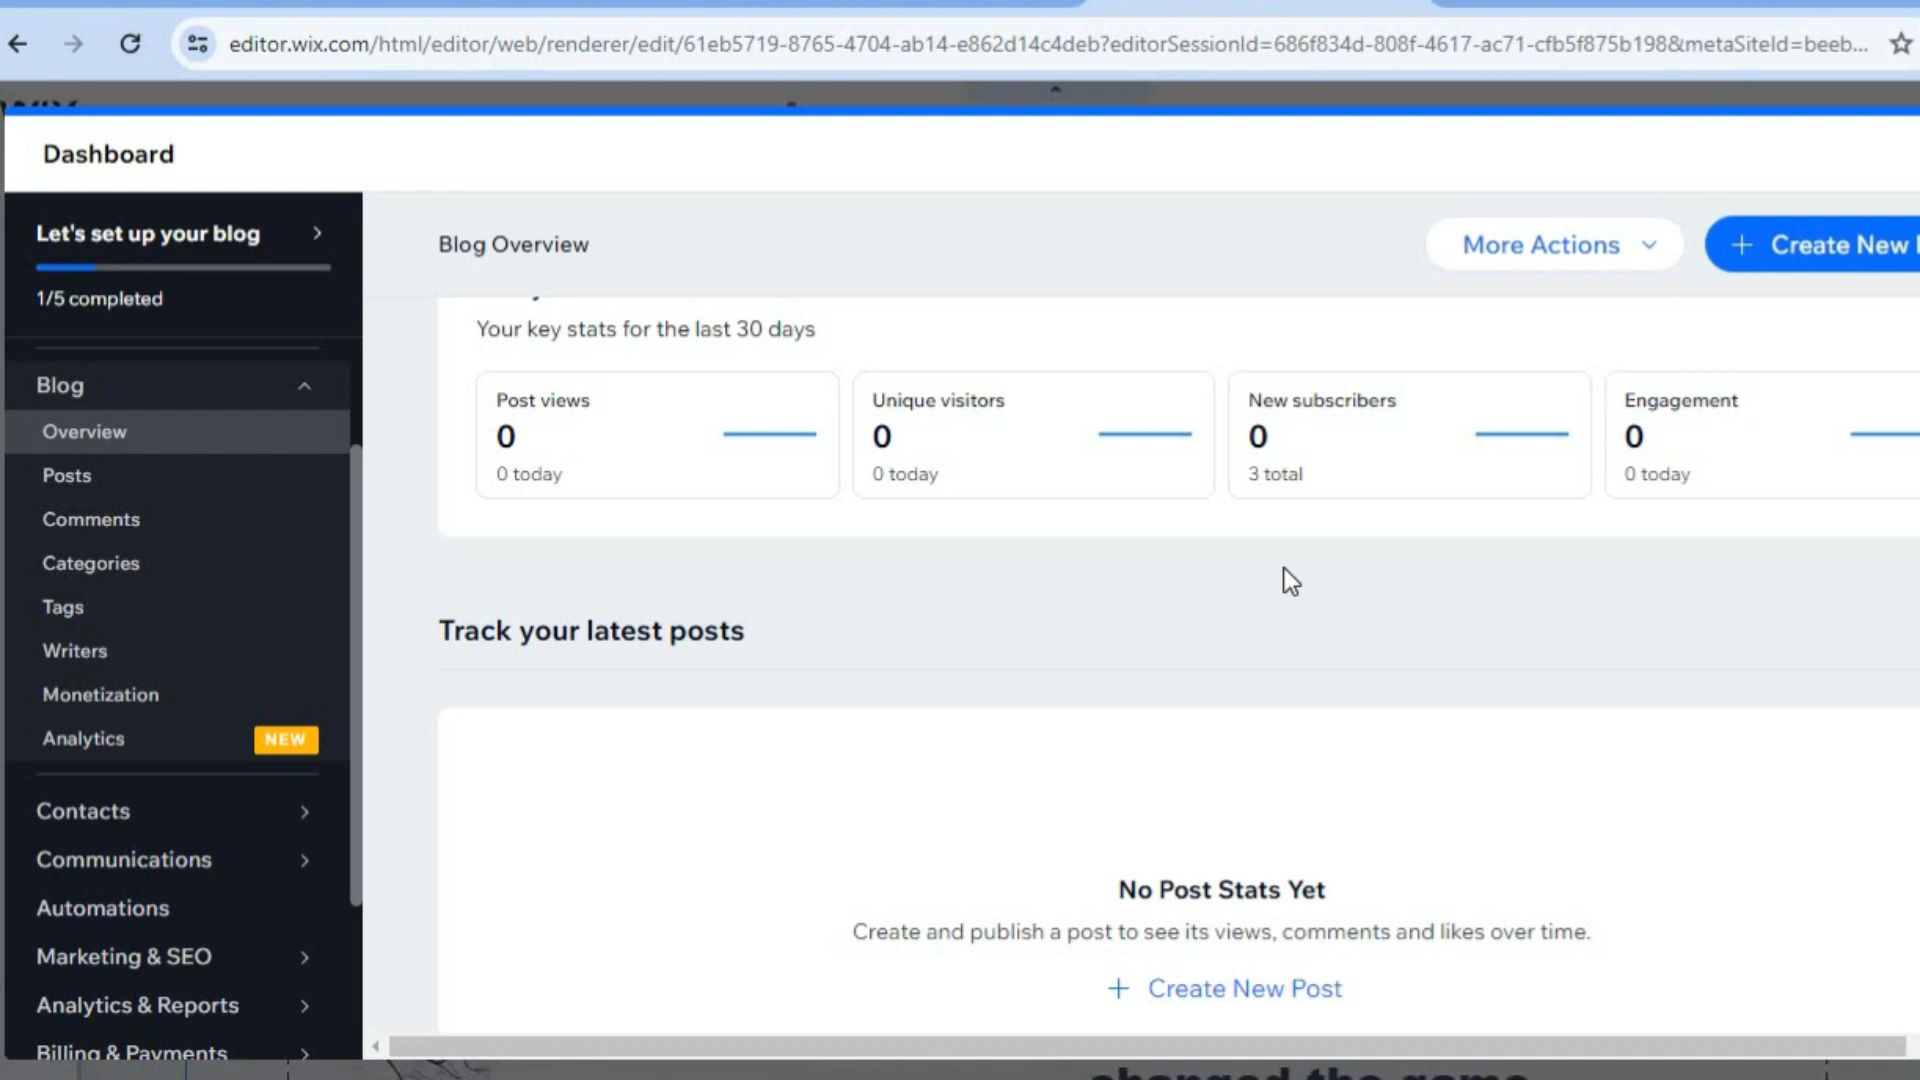 editor.wix.com/html/editor/web/renderer/edit/61eb5719-8765-4704-ab14-e862d14c4deb?editorSessionId=686f834d-808f-4617-ac71-cfb5f875b198&metaSiteId=beeb...
Dashboard
Let's set up your blog
1/5 completed
Blog
Overview
Posts
Comments
Categories
Tags
Writers
Monetization
Analytics NEW
Contacts
Communications
Automations
Marketing & SEO
Analytics & Reports
Billing & Payments
Blog Overview
More Actions
+ Create New
Your key stats for the last 30 days
Post views
0
0 today
Unique visitors
0
0 today
New subscribers
0
3 total
Engagement
0
0 today
Track your latest posts
No Post Stats Yet
Create and publish a post to see its views, comments and likes over time.
+ Create New Post
changed the game